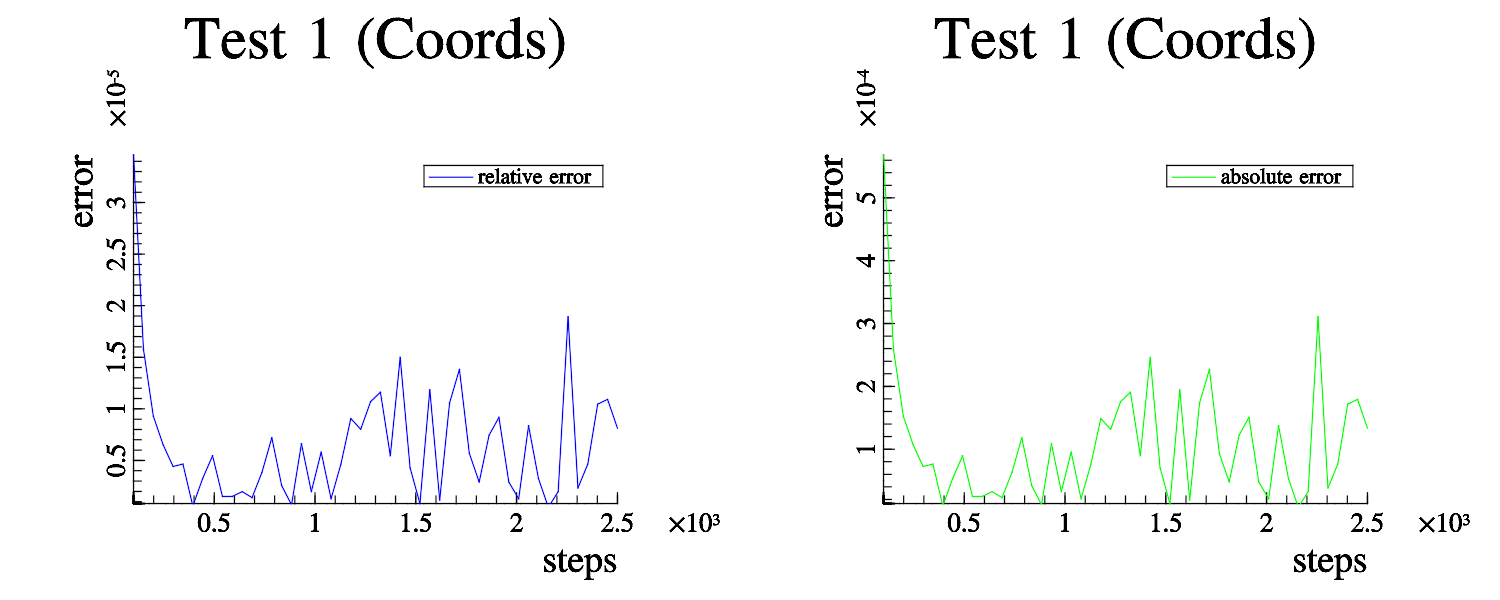 Test 1 (Coords)
×10-5
error
relative error
3
2.5
2
1.5
1
0.5
0.5 1 1.5 2 2.5 ×10³
steps
Test 1 (Coords)
×10-4
error
absolute error
5
4
3
2
1
0.5 1 1.5 2 2.5 ×10³
steps